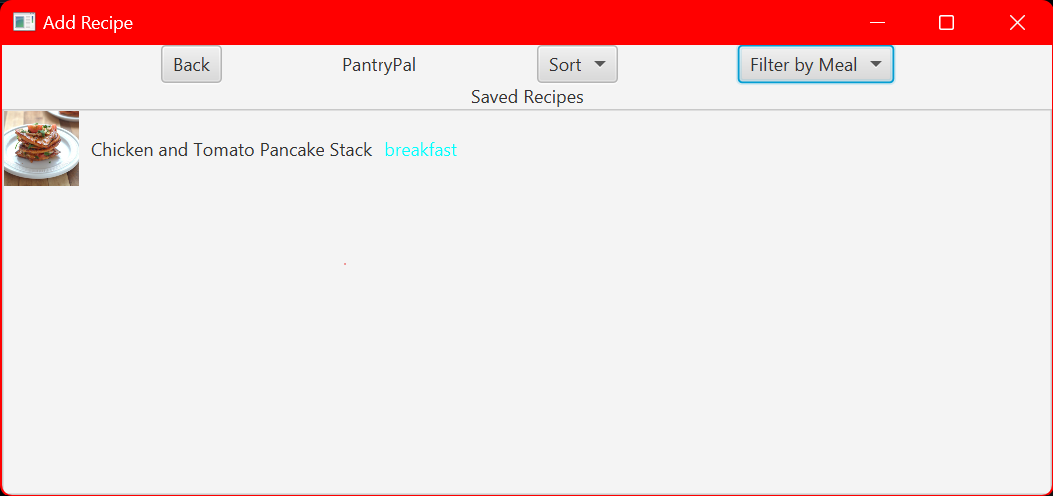 Add Recipe
Back PantryPal Sort Filter by Meal
Saved Recipes
Chicken and Tomato Pancake Stack breakfast